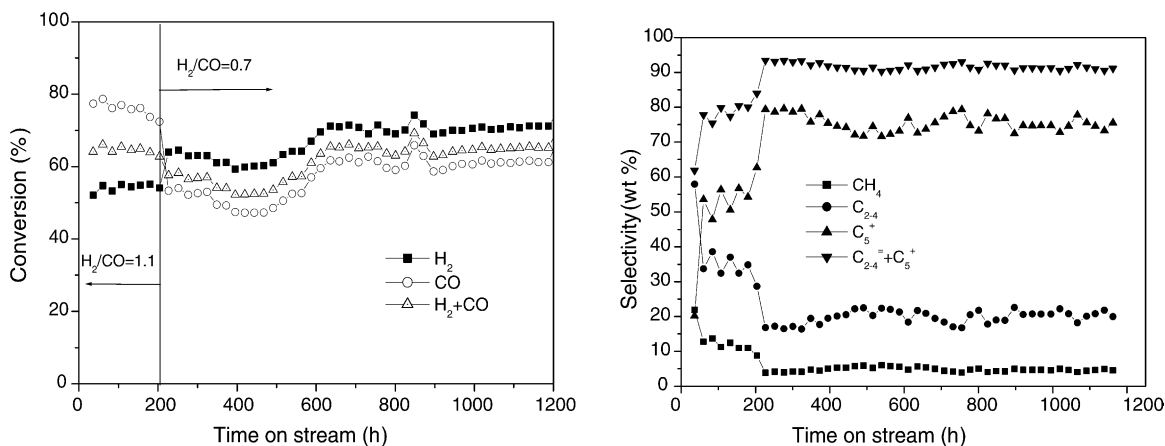 100
80
60
40
20
0
Conversion (%)
H2/CO=0.7
H2/CO=1.1
H2
CO
H2+CO
0 200 400 600 800 1000 1200
Time on stream (h)
100
90
80
70
60
50
40
30
20
10
0
Selectivity (wt %)
CH4
C2-4
C5+
C2-4=+C5+
0 200 400 600 800 1000 1200
Time on stream (h)